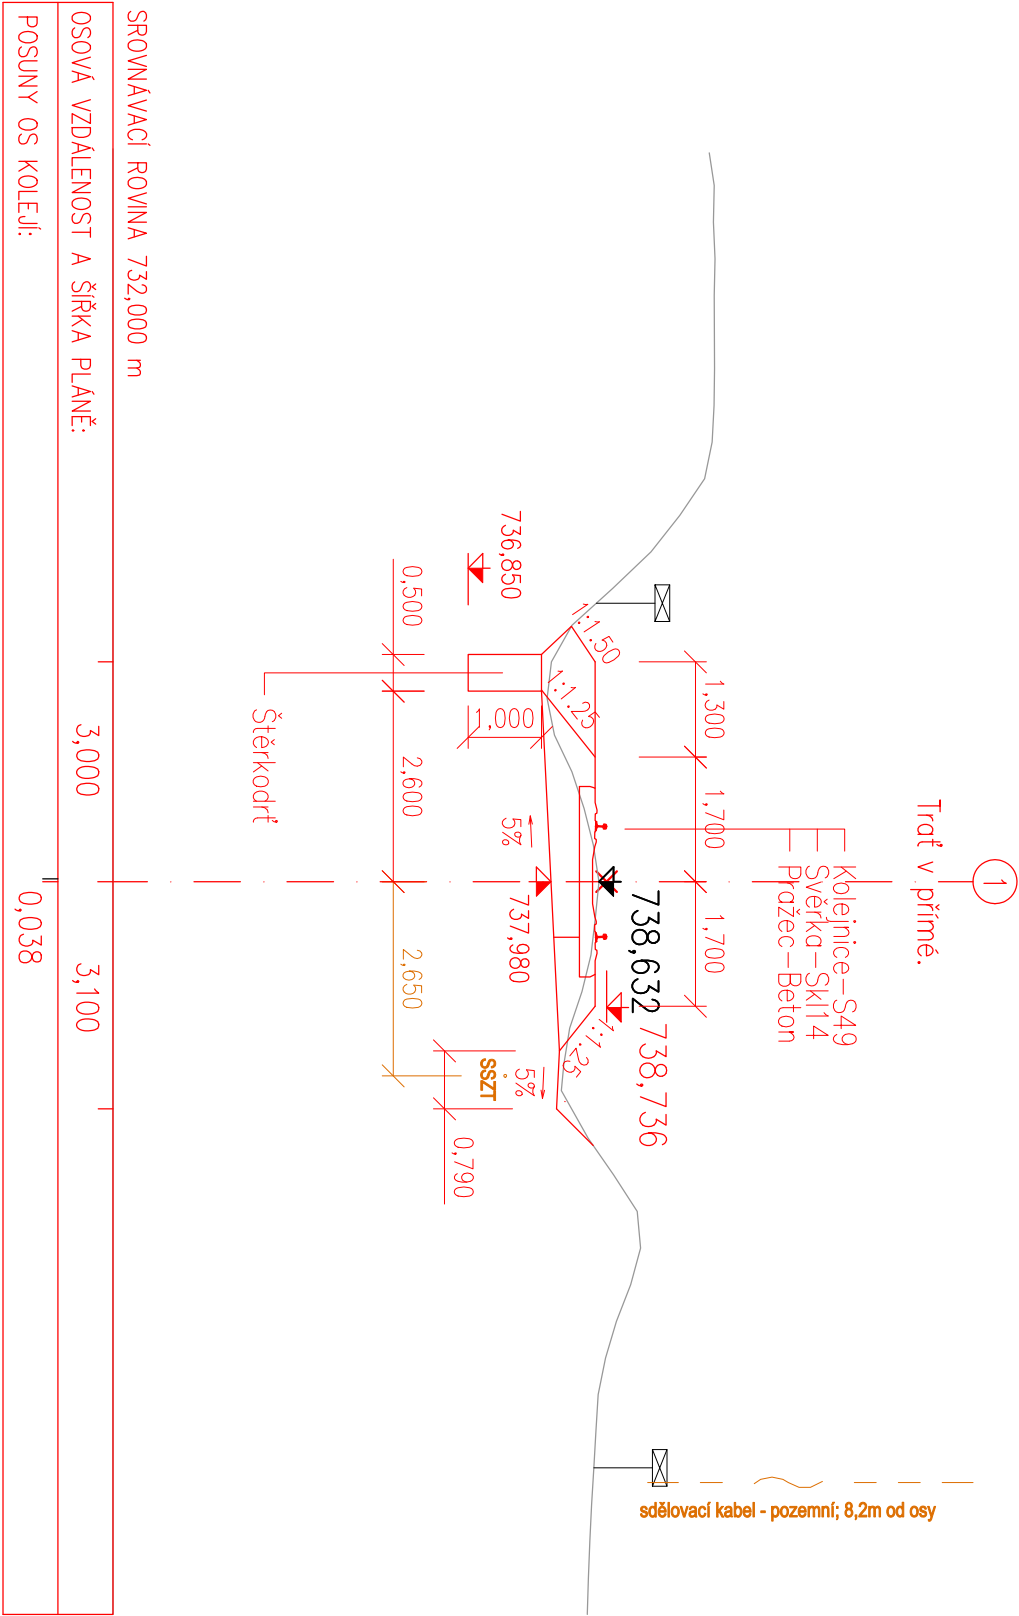 1
Trať v přímé.
Kolejnice-S49
Svěrka-Skl14
Pražec-Beton
1,300
1,700
1,700
738,632
738,736
1:1.50
1:1.25
1:1.25
736,850
737,980
5%
5%
SSZT
1,000
0,500
2,600
2,650
0,790
Štěrkodrť
sdělovací kabel - pozemní; 8,2m od osy
SROVNÁVACÍ ROVINA 732,000 m
OSOVÁ VZDÁLENOST A ŠÍŘKA PLÁNĚ:
3,000
3,100
POSUNY OS KOLEJÍ:
0,038